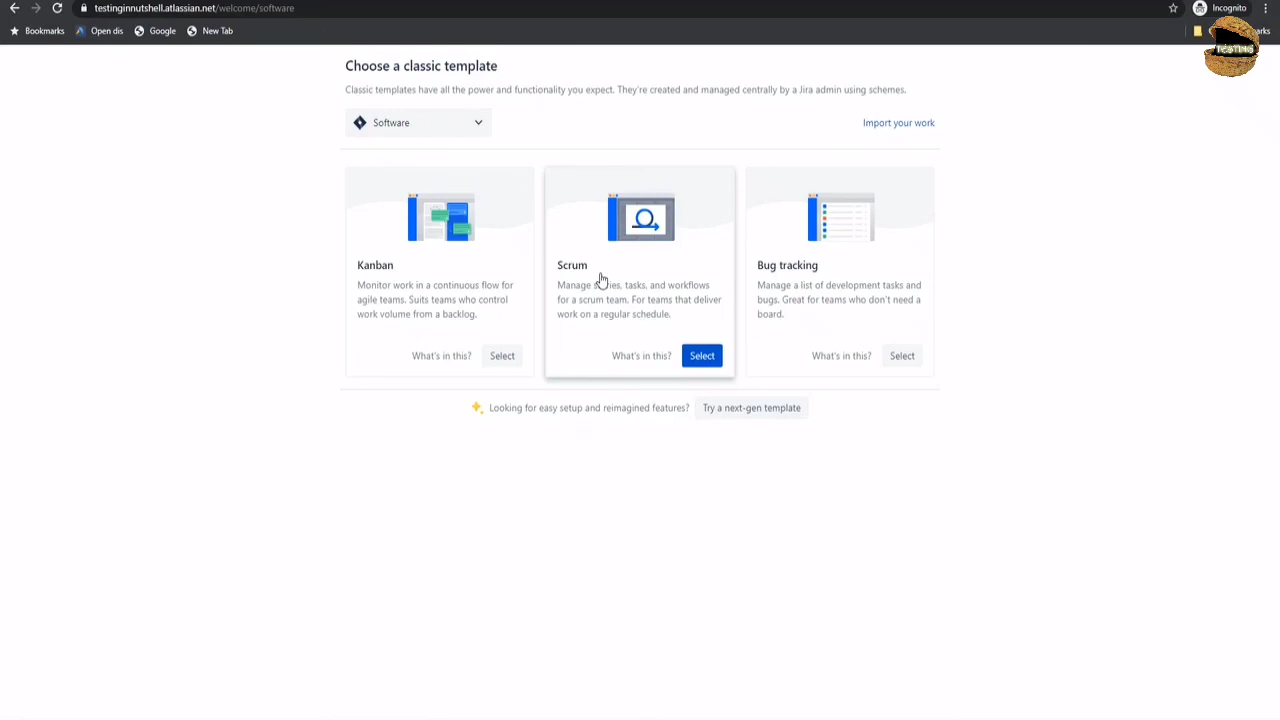 testinginnutshell.atlassian.net/welcome/software
Incognito
Bookmarks
Open dis
Google
New Tab
TESTING
Choose a classic template
Classic templates have all the power and functionality you expect. They're created and managed centrally by a Jira admin using schemes.
Software
Import your work
Kanban
Monitor work in a continuous flow for
agile teams. Suits teams who control
work volume from a backlog.
What's in this?
Select
Scrum
Manage tasks, and workflows
for a scrum team. For teams that deliver
work on a regular schedule.
What's in this?
Select
Bug tracking
Manage a list of development tasks and
bugs. Great for teams who don't need a
board.
What's in this?
Select
Looking for easy setup and reimagined features?
Try a next-gen template